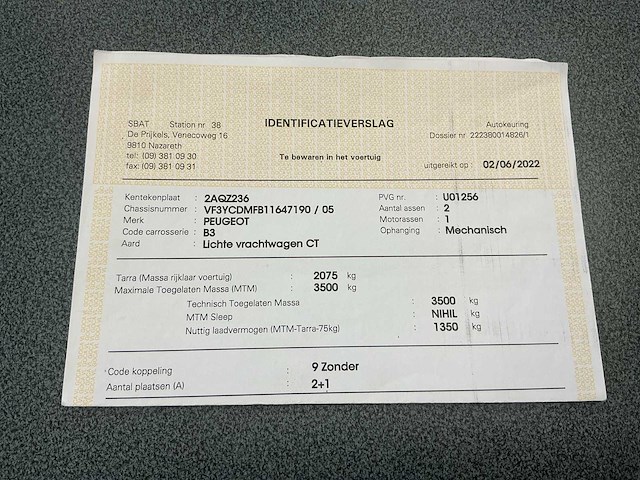 IDENTIFICATIEVERSLAG
SBAT Station nr 38
De Prijkels, Venecoweg 16
9810 Nazareth
tel: (09) 381 09 30
fax: (09) 381 09 31
Autokeuring
Dossier nr 222380014826/1
Te bewaren in het voertuig
uitgereikt op : 02/06/2022
Kentekenplaat : 2AQZ236
Chassisnummer : VF3YCDMFB11647190 / 05
Merk : PEUGEOT
Code carrosserie : B3
Aard : Lichte vrachtwagen CT
PVG nr. : U01256
Aantal assen : 2
Motorassen : 1
Ophanging : Mechanisch
Tarra (Massa rijklaar voertuig) : 2075 kg
Maximale Toegelaten Massa (MTM) : 3500 kg
Technisch Toegelaten Massa : 3500 kg
MTM Sleep : NIHIL kg
Nuttig laadvermogen (MTM-Tarra-75kg) : 1350 kg
Code koppeling : 9 Zonder
Aantal plaatsen (A) : 2+1